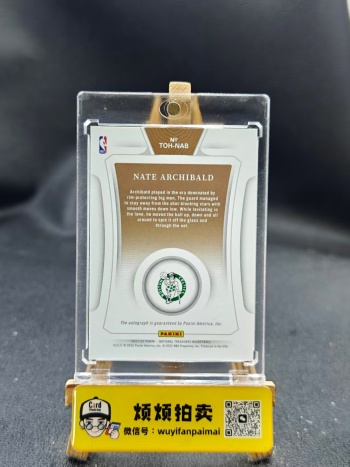 Nº
TOH-NAB
NATE ARCHIBALD
Archibald played in the era dominated by
rim-protecting big men. The guard managed
to stay away from the shot blocking stars with
smooth moves down low. While levitating in
the lane, he moved the ball up, down and all
around to spin it off the glass and
through the net.
The autograph is guaranteed by Panini America, Inc.
PANINI
Card
烦烦拍卖
微信号：wuyifanpaimai